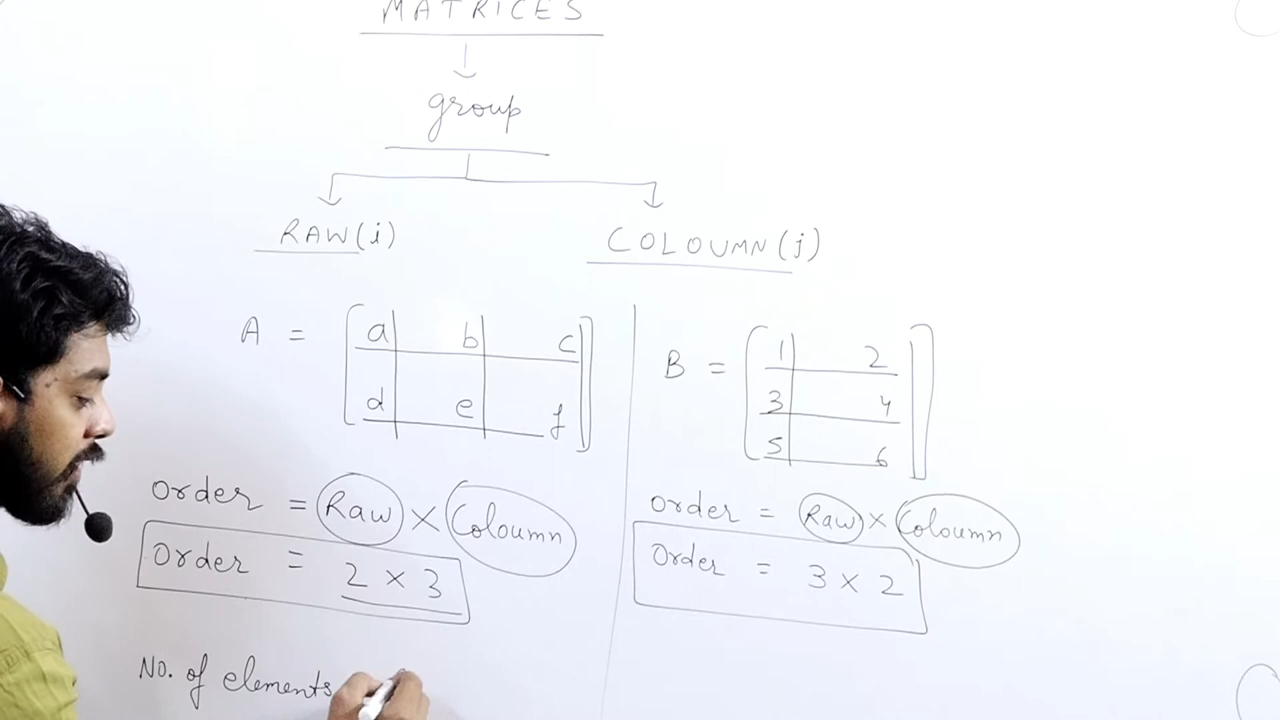 MATRICES
group
RAW(i) COLOUMN(j)
A = [a b c
d e f]
B = [1 2
3 4
5 6]
Order = Raw × Coloumn
Order = 2 × 3
Order = Raw × Coloumn
Order = 3 × 2
No. of elements